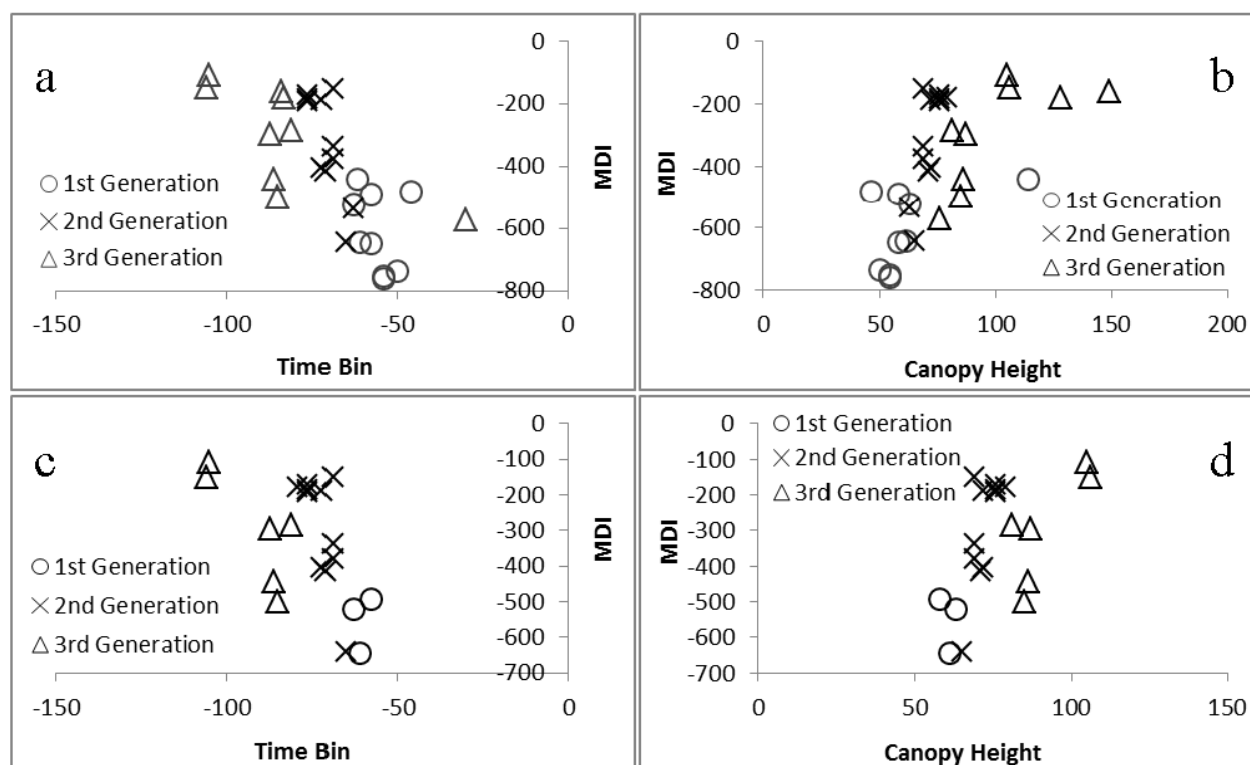 a
0
-200
-400
-600
-800
MDI
1st Generation
2nd Generation
3rd Generation
-150
-100
-50
0
Time Bin
b
0
-200
-400
-600
-800
MDI
1st Generation
2nd Generation
3rd Generation
0
50
100
150
200
Canopy Height
c
0
-100
-200
-300
-400
-500
-600
-700
MDI
1st Generation
2nd Generation
3rd Generation
-150
-100
-50
0
Time Bin
d
0
-100
-200
-300
-400
-500
-600
-700
MDI
1st Generation
2nd Generation
3rd Generation
0
50
100
150
Canopy Height